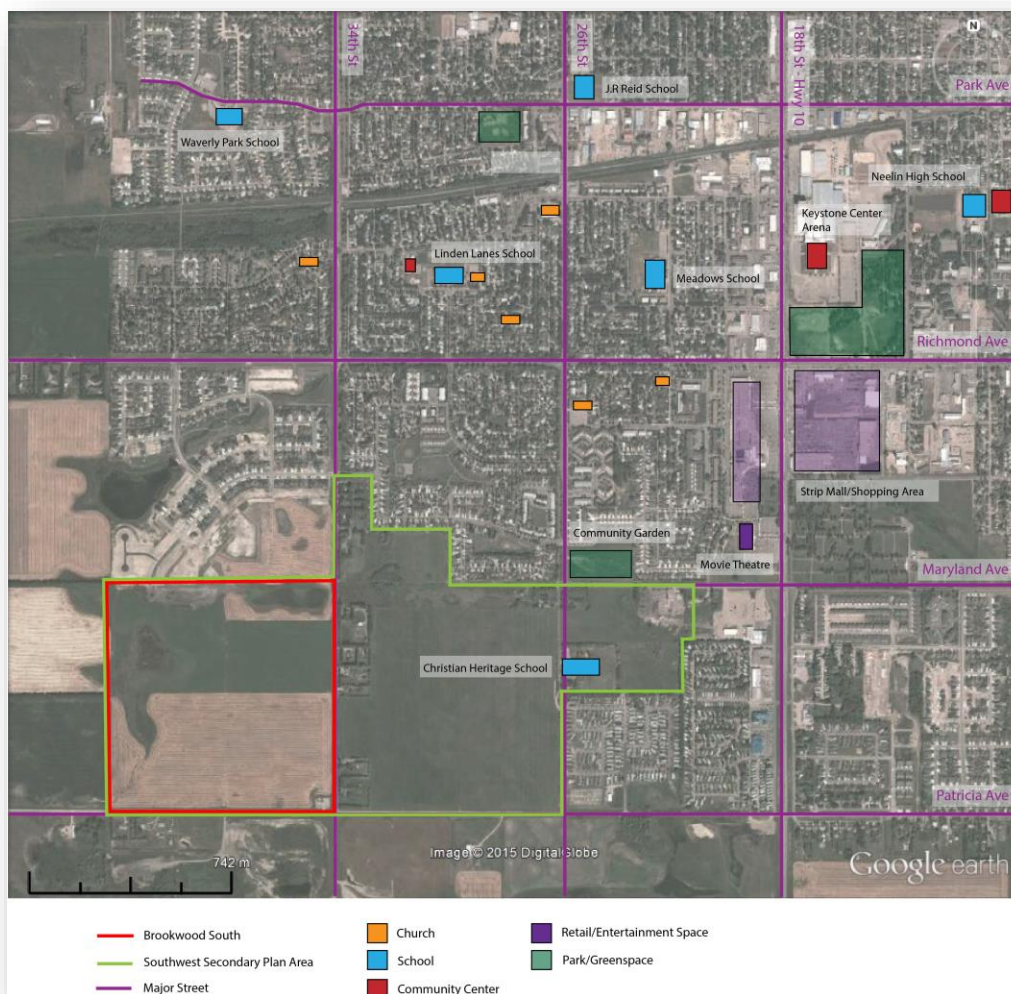 34th St
26th St
18th St - Hwy 10
N
J.R Reid School
Park Ave
Waverly Park School
Neelin High School
Keystone Center
Arena
Linden Lanes School
Meadows School
Richmond Ave
Strip Mall/Shopping Area
Community Garden
Movie Theatre
Maryland Ave
Christian Heritage School
Patricia Ave
Image © 2015 DigitalGlobe
742 m
Google earth
Brookwood South
Church
Retail/Entertainment Space
Southwest Secondary Plan Area
School
Park/Greenspace
Major Street
Community Center